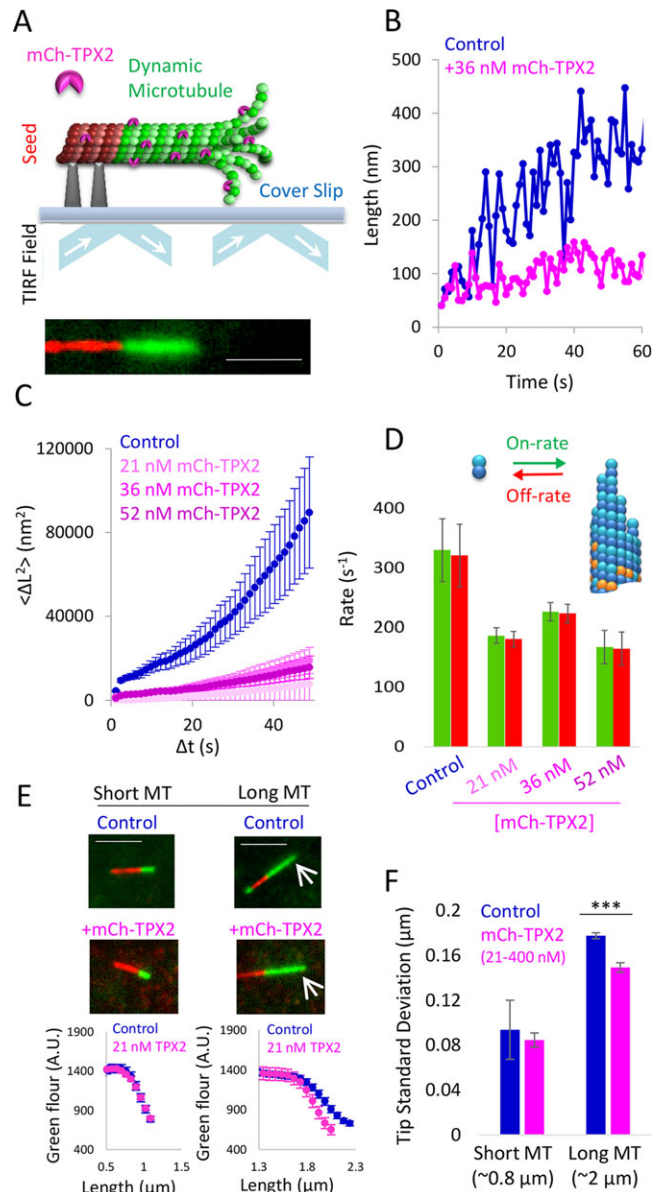 A
mCh-TPX2
Dynamic
Microtubule
Seed
Cover Slip
TIRF Field
B
Control
+36 nM mCh-TPX2
Length (nm)
500
400
300
200
100
0
0 20 40 60
Time (s)
C
Control
21 nM mCh-TPX2
36 nM mCh-TPX2
52 nM mCh-TPX2
<ΔL²> (nm²)
120000
80000
40000
0
0 20 40
Δt (s)
D
On-rate
Off-rate
Rate (s⁻¹)
400
300
200
100
0
Control 21 nM 36 nM 52 nM
[mCh-TPX2]
E
Short MT Long MT
Control Control
+mCh-TPX2 +mCh-TPX2
Control
21 nM TPX2
Green flour (A.U.)
1900
1400
900
400
0.5 1 1.5
Length (μm)
Control
21 nM TPX2
Green flour (A.U.)
1900
1400
900
400
1.3 1.8 2.3
Length (μm)
F
Control
mCh-TPX2
(21-400 nM)
***
Tip Standard Deviation (μm)
0.2
0.16
0.12
0.08
0.04
0
Short MT Long MT
(~0.8 μm) (~2 μm)